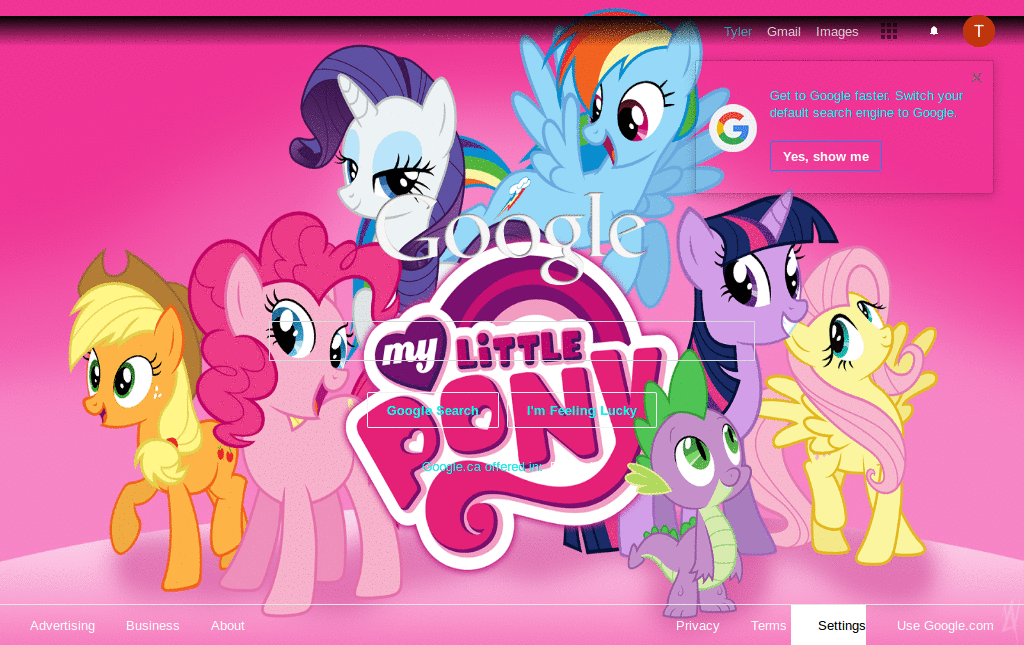 Tyler Gmail Images T
Get to Google faster. Switch your
default search engine to Google.
Yes, show me
Google
my LiTTLE
PONY
Google Search I'm Feeling Lucky
Google.ca offered in:
Advertising Business About Privacy Terms Settings Use Google.com